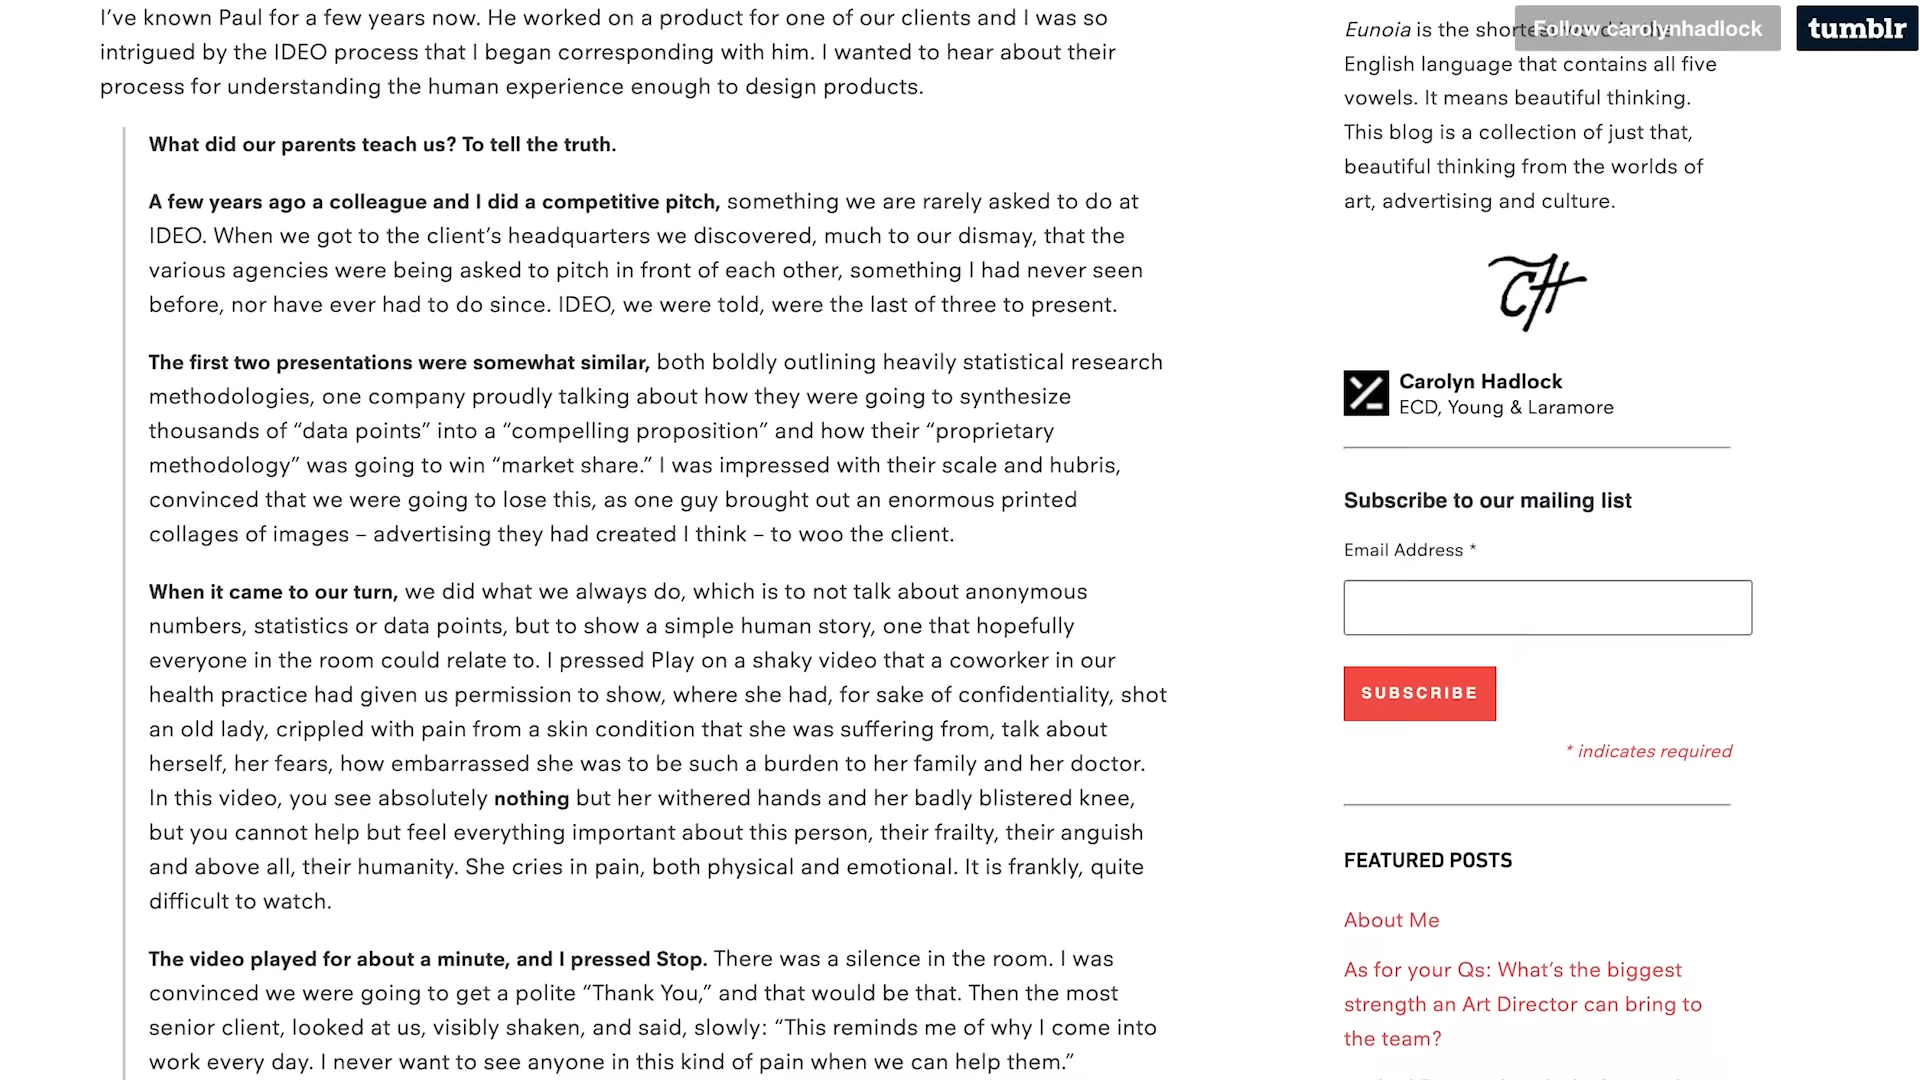 I’ve known Paul for a few years now. He worked on a product for one of our clients and I was so
intrigued by the IDEO process that I began corresponding with him. I wanted to hear about their
process for understanding the human experience enough to design products.
What did our parents teach us? To tell the truth.
A few years ago a colleague and I did a competitive pitch, something we are rarely asked to do at
IDEO. When we got to the client’s headquarters we discovered, much to our dismay, that the
various agencies were being asked to pitch in front of each other, something I had never seen
before, nor have ever had to do since. IDEO, we were told, were the last of three to present.
The first two presentations were somewhat similar, both boldly outlining heavily statistical research
methodologies, one company proudly talking about how they were going to synthesize
thousands of “data points” into a “compelling proposition” and how their “proprietary
methodology” was going to win “market share.” I was impressed with their scale and hubris,
convinced that we were going to lose this, as one guy brought out an enormous printed
collages of images – advertising they had created I think – to woo the client.
When it came to our turn, we did what we always do, which is to not talk about anonymous
numbers, statistics or data points, but to show a simple human story, one that hopefully
everyone in the room could relate to. I pressed Play on a shaky video that a coworker in our
health practice had given us permission to show, where she had, for sake of confidentiality, shot
an old lady, crippled with pain from a skin condition that she was suffering from, talk about
herself, her fears, how embarrassed she was to be such a burden to her family and her doctor.
In this video, you see absolutely nothing but her withered hands and her badly blistered knee,
but you cannot help but feel everything important about this person, their frailty, their anguish
and above all, their humanity. She cries in pain, both physical and emotional. It is frankly, quite
difficult to watch.
The video played for about a minute, and I pressed Stop. There was a silence in the room. I was
convinced we were going to get a polite “Thank You,” and that would be that. Then the most
senior client, looked at us, visibly shaken, and said, slowly: “This reminds me of why I come into
work every day. I never want to see anyone in this kind of pain when we can help them.”
Follow carolynhadlock
tumblr
Eunoia is the shortest
English language that contains all five
vowels. It means beautiful thinking.
This blog is a collection of just that,
beautiful thinking from the worlds of
art, advertising and culture.
CH
Carolyn Hadlock
ECD, Young & Laramore
Subscribe to our mailing list
Email Address *
SUBSCRIBE
* indicates required
FEATURED POSTS
About Me
As for your Qs: What’s the biggest
strength an Art Director can bring to
the team?